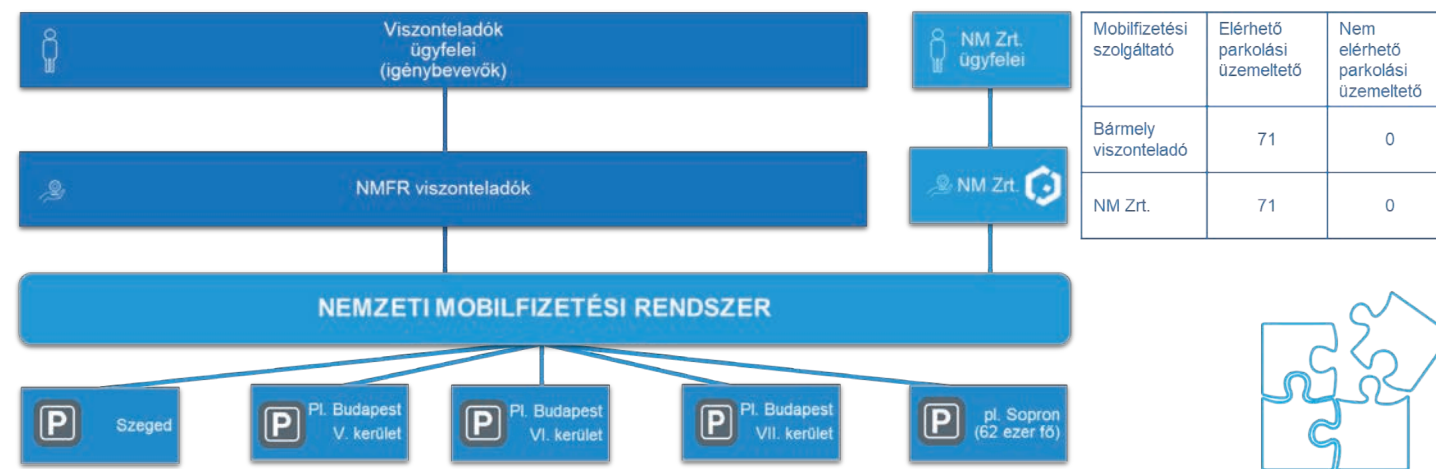 Viszonteladók
ügyfelei
(igénybevevők)
NM Zrt.
ügyfelei
NMFR viszonteladók
NM Zrt.
NEMZETI MOBILFIZETÉSI RENDSZER
P
Szeged
P
Pl. Budapest
V. kerület
P
Pl. Budapest
VI. kerület
P
Pl. Budapest
VII. kerület
P
pl. Sopron
(62 ezer fő)
Mobilfizetési
szolgáltató
Elérhető
parkolási
üzemeltető
Nem
elérhető
parkolási
üzemeltető
Bármely
viszonteladó
71
0
NM Zrt.
71
0